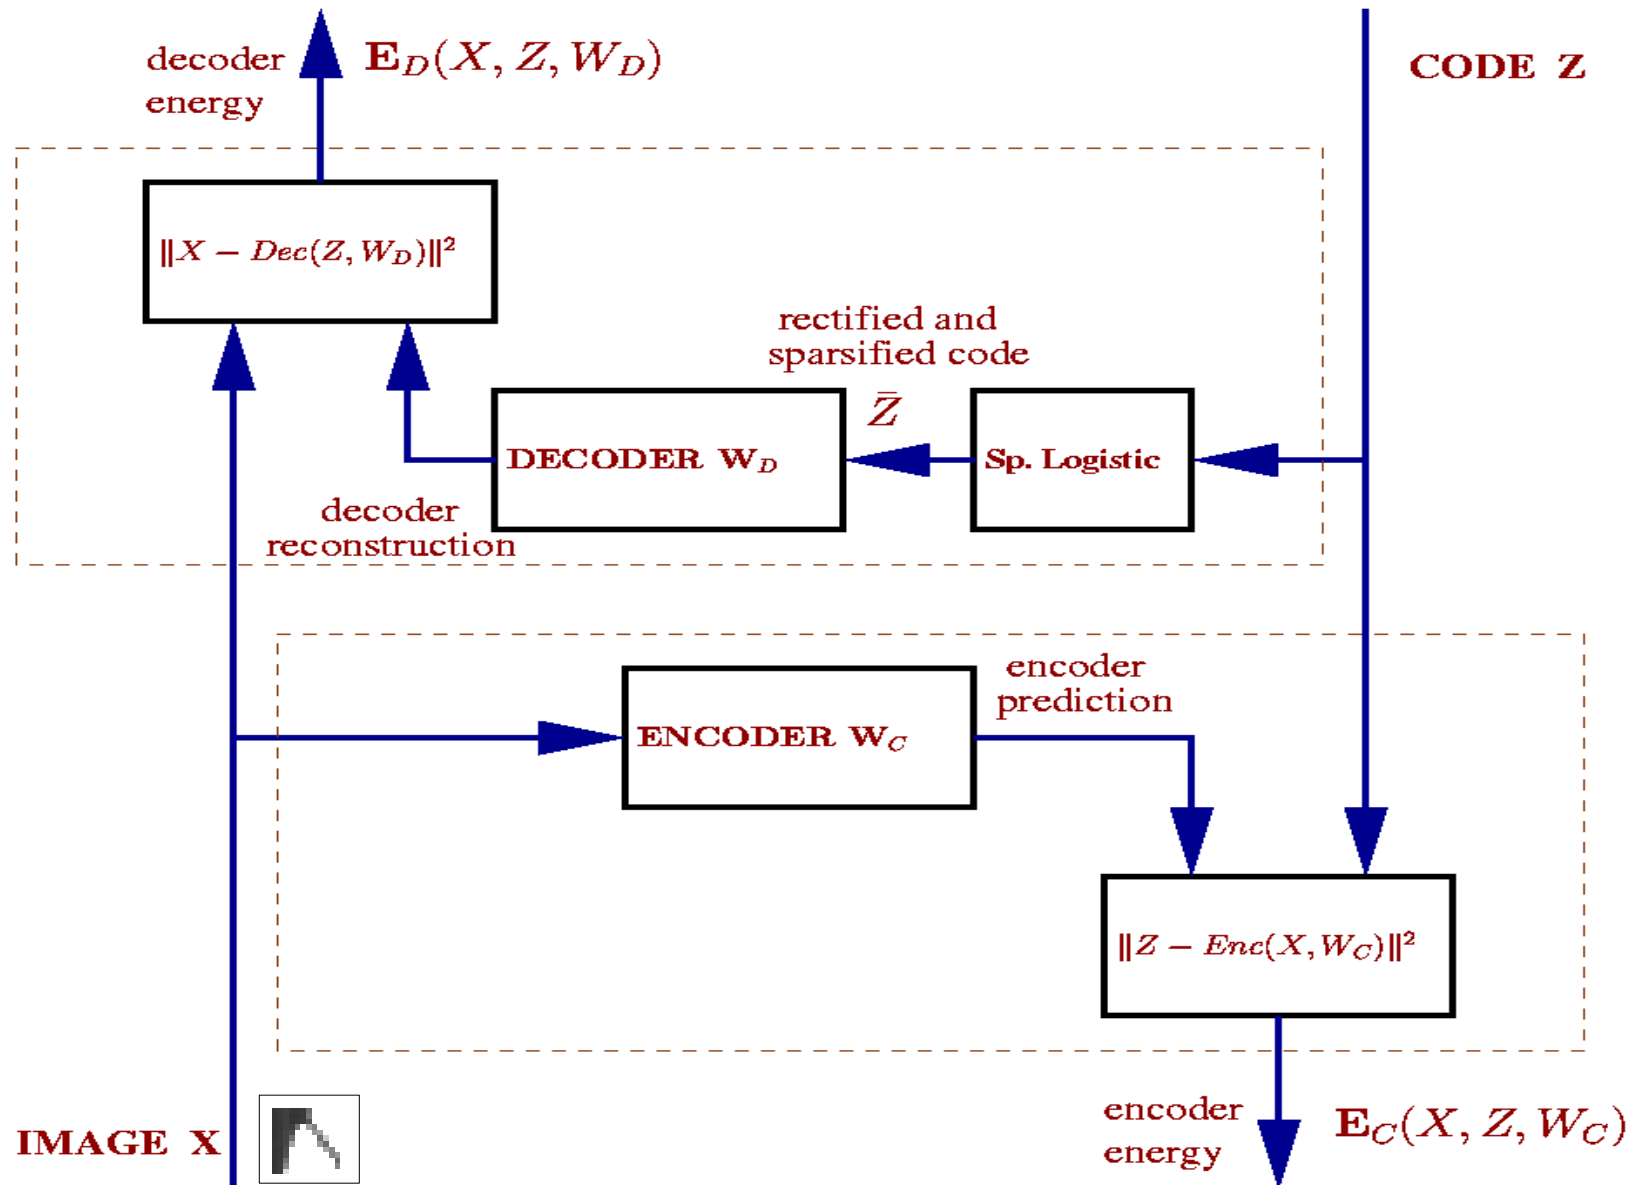 decoder
energy
E_D(X, Z, W_D)
CODE Z
‖X − Dec(Z, W_D)‖²
rectified and
sparsified code
Z̄
DECODER W_D
Sp. Logistic
decoder
reconstruction
encoder
prediction
ENCODER W_C
‖Z − Enc(X, W_C)‖²
IMAGE X
encoder
energy
E_C(X, Z, W_C)